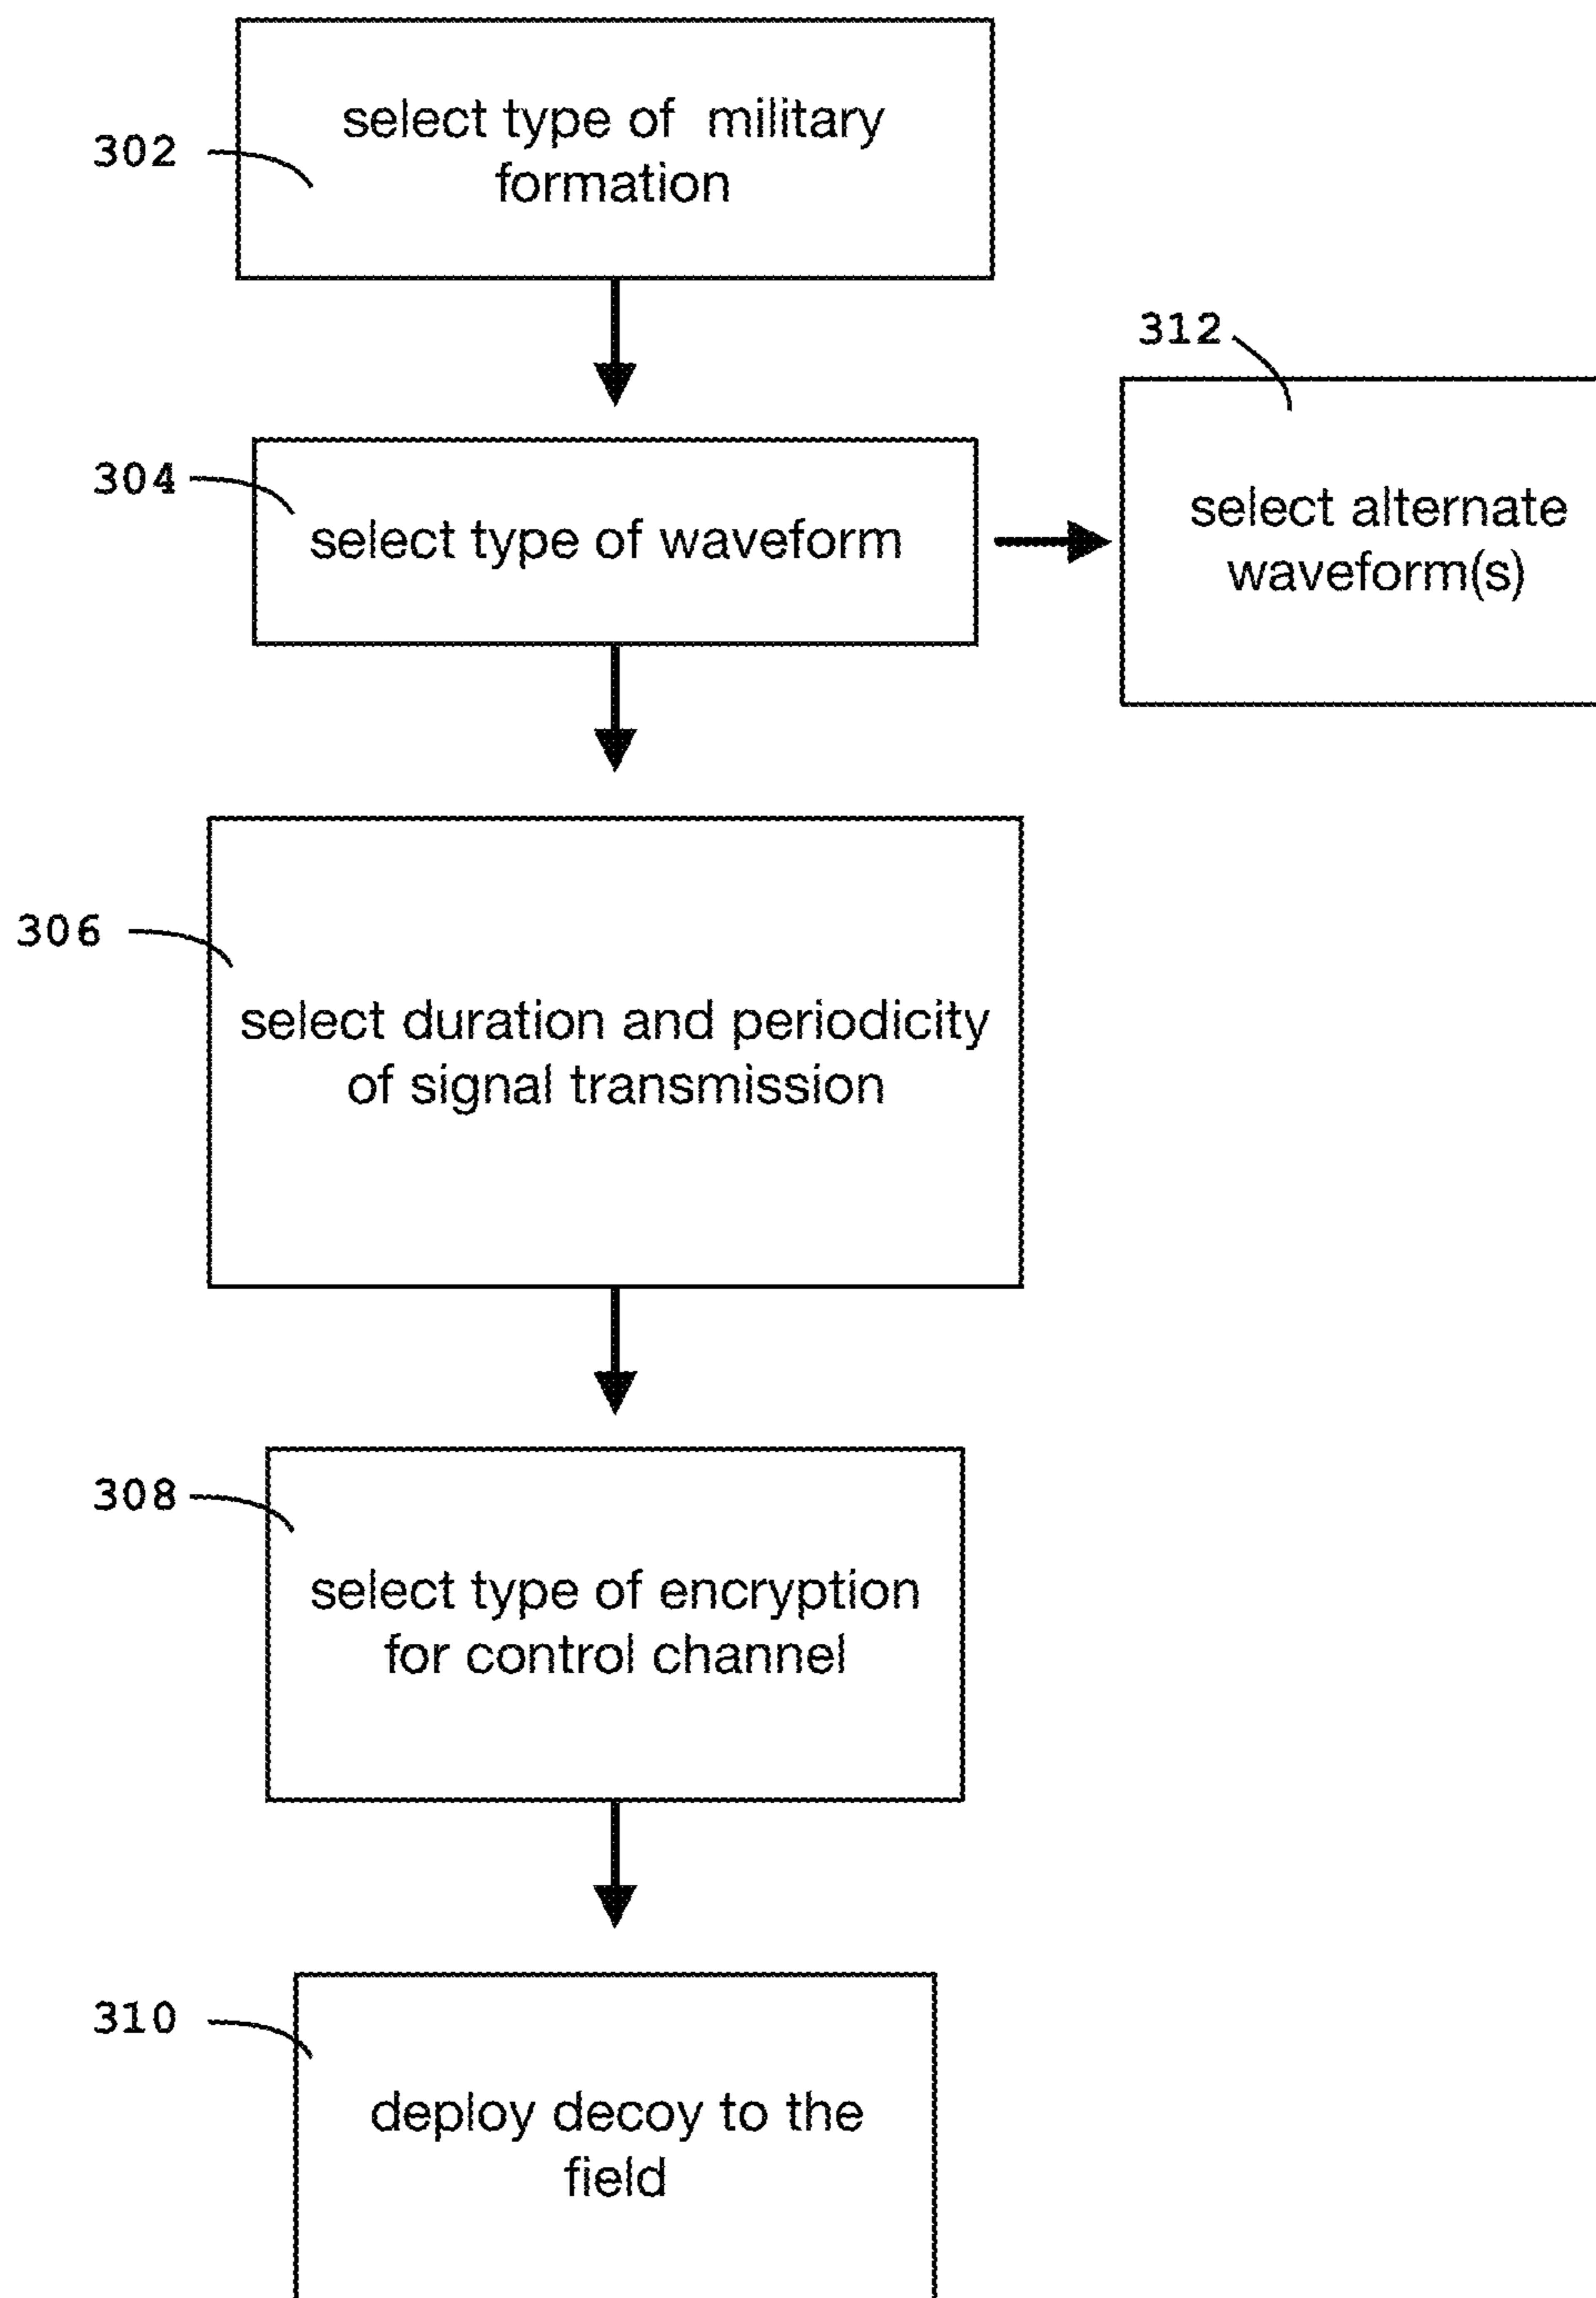 302
select type of military
formation
312
304
select type of waveform
select alternate
waveform(s)
306
select duration and periodicity
of signal transmission
308
select type of encryption
for control channel
310
deploy decoy to the
field